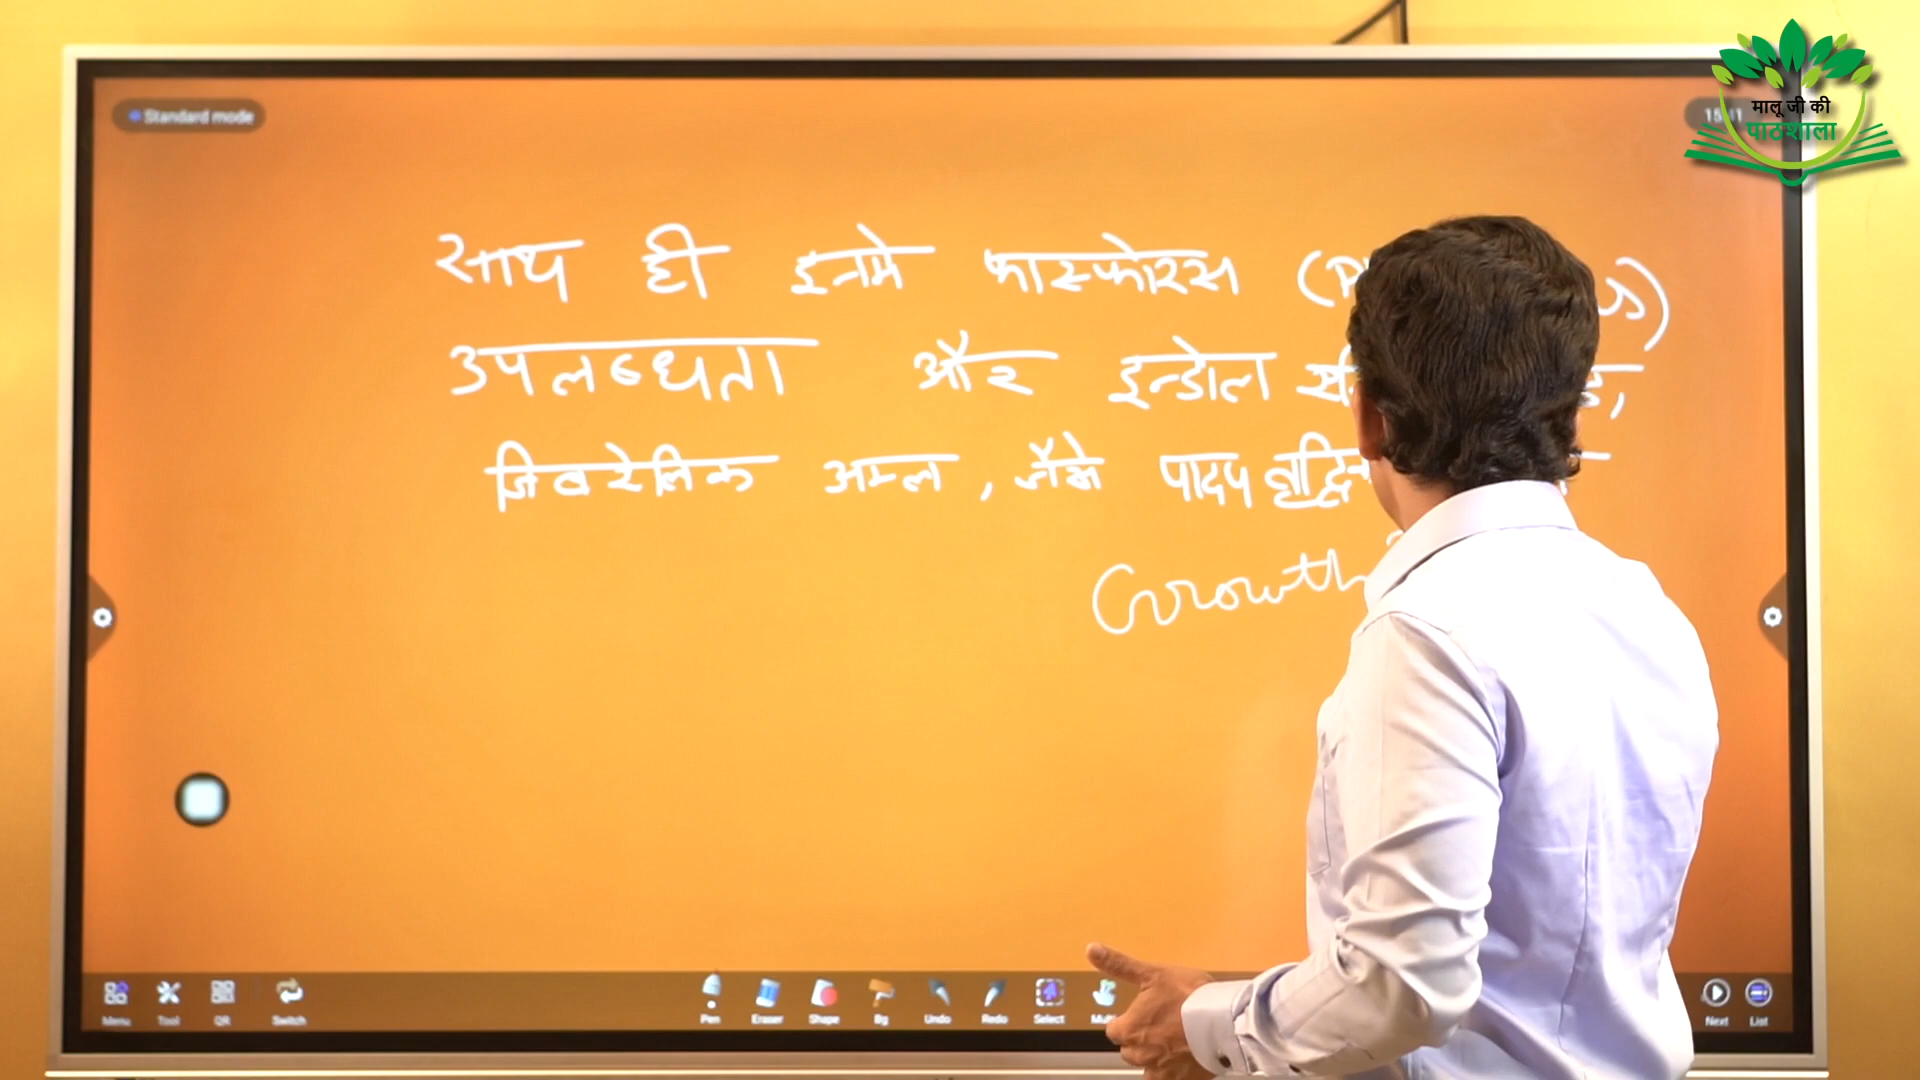 Standard mode
मालू जी की
पाठशाला
साथ ही इनमे फास्फोरस
उपलब्धता और इन्डोल
जिबरेलिक अम्ल, जैसे पादप
Growth
Menu Tool QR Switch Pen Eraser Shape Bg Undo Redo Select Next List